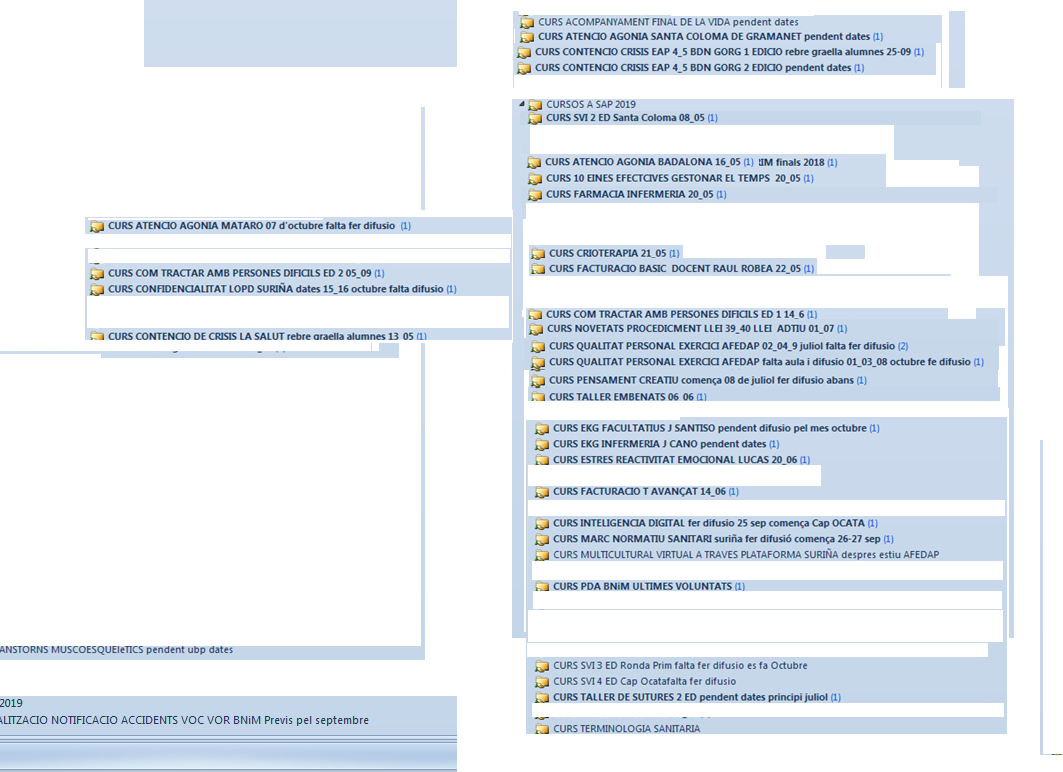 CURS ACOMPANYAMENT FINAL DE LA VIDA pendent dates
CURS ATENCIO AGONIA SANTA COLOMA DE GRAMANET pendent dates (1)
CURS CONTENCIO CRISIS EAP 4_5 BDN GORG 1 EDICIO rebre graella alumnes 25-09 (1)
CURS CONTENCIO CRISIS EAP 4_5 BDN GORG 2 EDICIO pendent dates (1)
CURSOS A SAP 2019
CURS SVI 2 ED Santa Coloma 08_05 (1)
CURS ATENCIO AGONIA BADALONA 16_05 (1) IM finals 2018 (1)
CURS 10 EINES EFECTCIVES GESTONAR EL TEMPS 20_05 (1)
CURS FARMACIA INFERMERIA 20_05 (1)
CURS CRIOTERAPIA 21_05 (1)
CURS FACTURACIO BASIC DOCENT RAUL ROBEA 22_05 (1)
CURS COM TRACTAR AMB PERSONES DIFICILS ED 1 14_6 (1)
CURS NOVETATS PROCEDICMENT LLEI 39_40 LLEI ADTIU 01_07 (1)
CURS QUALITAT PERSONAL EXERCICI AFEDAP 02_04_9 juliol falta fer difusio (2)
CURS QUALITAT PERSONAL EXERCICI AFEDAP falta aula i difusio 01_03_08 octubre fe difusio (1)
CURS PENSAMENT CREATIU comença 08 de juliol fer difusio abans (1)
CURS TALLER EMBENATS 06_06 (1)
CURS EKG FACULTATIUS J SANTISO pendent difusio pel mes octubre (1)
CURS EKG INFERMERIA J CANO pendent dates (1)
CURS ESTRES REACTIVITAT EMOCIONAL LUCAS 20_06 (1)
CURS FACTURACIO T AVANÇAT 14_06 (1)
CURS INTELIGENCIA DIGITAL fer difusio 25 sep comença Cap OCATA (1)
CURS MARC NORMATIU SANITARI suriña fer difusió comença 26-27 sep (1)
CURS MULTICULTURAL VIRTUAL A TRAVES PLATAFORMA SURIÑA despres estiu AFEDAP
CURS PDA BNiM ULTIMES VOLUNTATS (1)
CURS SVI 3 ED Ronda Prim falta fer difusio es fa Octubre
CURS SVI 4 ED Cap Ocatafalta fer difusio
CURS TALLER DE SUTURES 2 ED pendent dates principi juliol (1)
CURS TERMINOLOGIA SANITARIA
CURS ATENCIO AGONIA MATARO 07 d'octubre falta fer difusio (1)
CURS COM TRACTAR AMB PERSONES DIFICILS ED 2 05_09 (1)
CURS CONFIDENCIALITAT LOPD SURIÑA dates 15_16 octubre falta difusio (1)
CURS CONTENCIO DE CRISIS LA SALUT rebre graella alumnes 13_05 (1)
ANSTORNS MUSCOESQUEleTICS pendent ubp dates
2019
ALITZACIO NOTIFICACIO ACCIDENTS VOC VOR BNiM Previs pel septembre